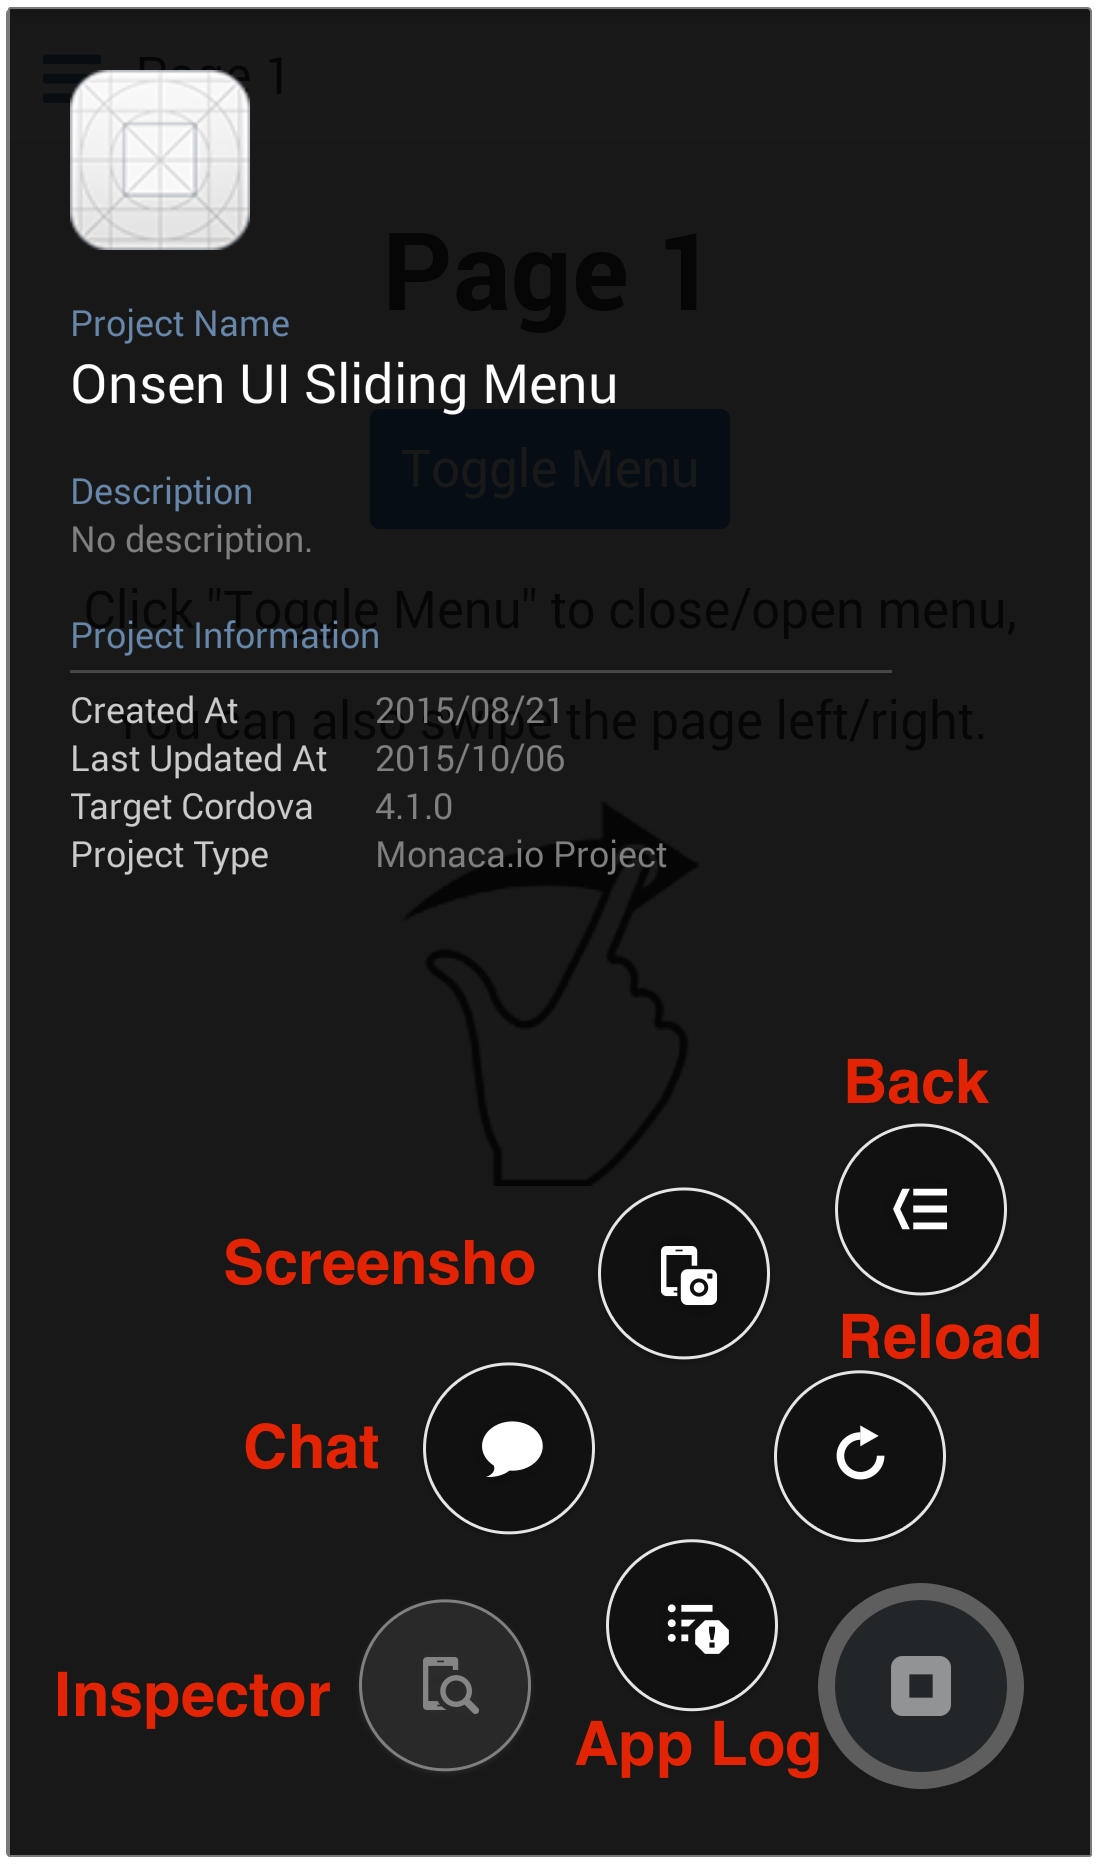 Page 1
Page 1
Project Name
Onsen UI Sliding Menu
Toggle Menu
Description
No description.
Click "Toggle Menu" to close/open menu,
Project Information
Created At 2015/08/21
You can also swipe the page left/right.
Last Updated At 2015/10/06
Target Cordova 4.1.0
Project Type Monaca.io Project
Back
Screensho
Reload
Chat
Inspector
App Log